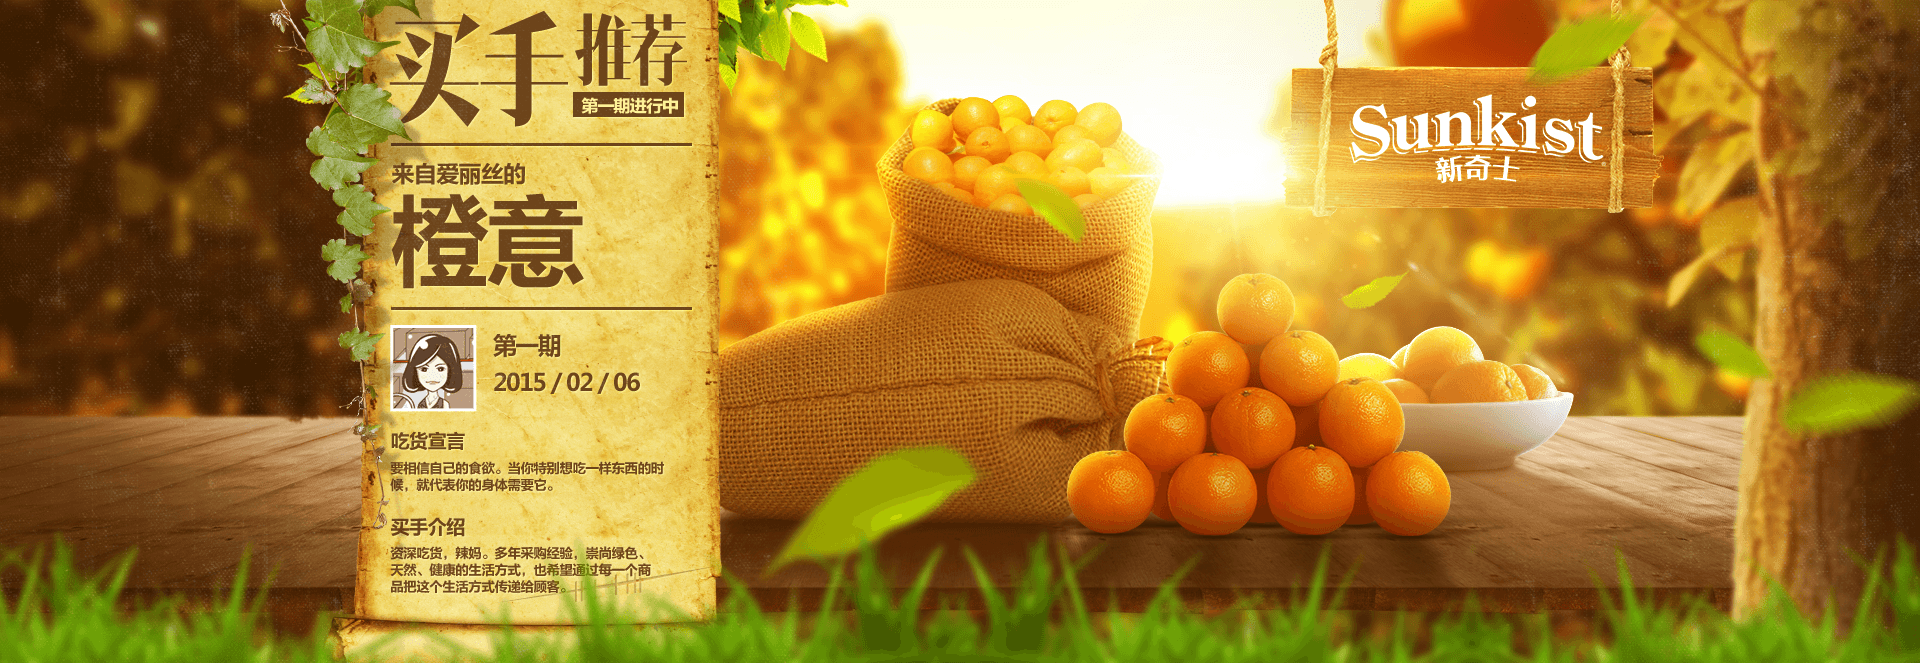 买手推荐
第一期进行中
来自爱丽丝的
橙意
第一期
2015 / 02 / 06
吃货宣言
要相信自己的食欲。当你特别想吃一样东西的时
候，就代表你的身体需要它。
买手介绍
资深吃货，辣妈。多年采购经验，崇尚绿色、
天然、健康的生活方式，也希望通过每一个商
品把这个生活方式传递给顾客。
Sunkist
新奇士